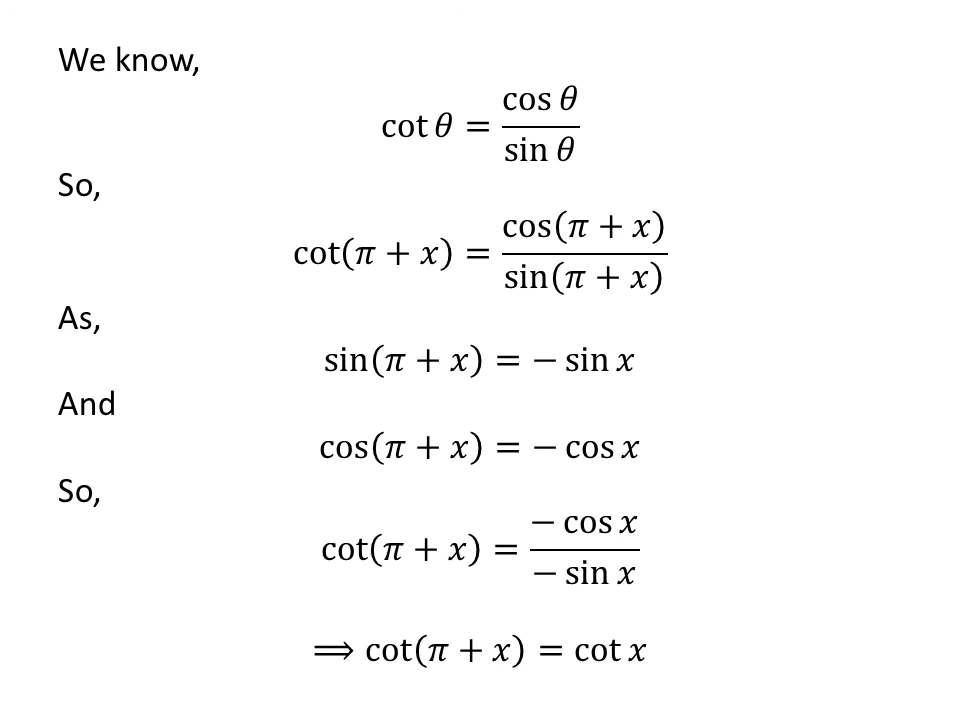 We know,
cot θ = cos θ / sin θ
So,
cot(π + x) = cos(π + x) / sin(π + x)
As,
sin(π + x) = − sin x
And
cos(π + x) = − cos x
So,
cot(π + x) = − cos x / − sin x
⟹ cot(π + x) = cot x